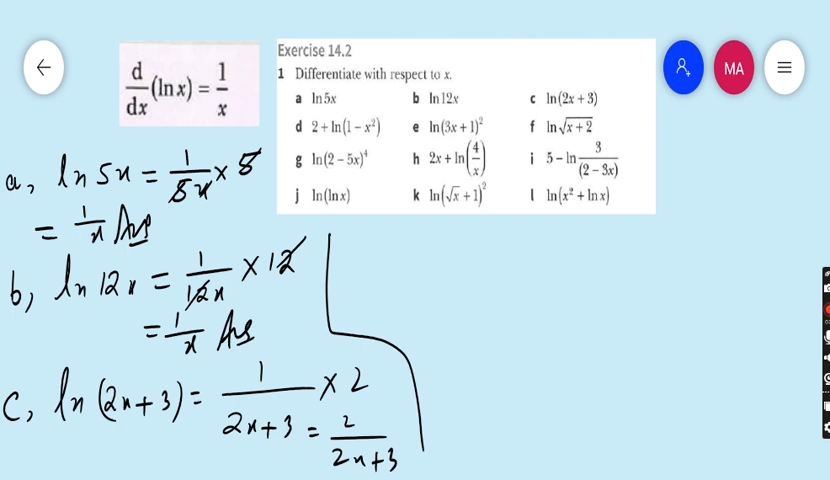 d/dx (ln x) = 1/x
Exercise 14.2
1 Differentiate with respect to x.
a ln 5x b ln 12x c ln(2x + 3)
d 2 + ln(1 − x²) e ln(3x + 1)² f ln√(x + 2)
g ln(2 − 5x)⁴ h 2x + ln(4/x) i 5 − ln 3/(2 − 3x)
j ln(ln x) k ln(√x + 1)² l ln(x² + ln x)
MA
a, ln 5x = 1/5x × 5
= 1/x Ans
b, ln 12x = 1/12x × 12
= 1/x Ans
c, ln (2x + 3) = 1/2x + 3 × 2
= 2/2x + 3